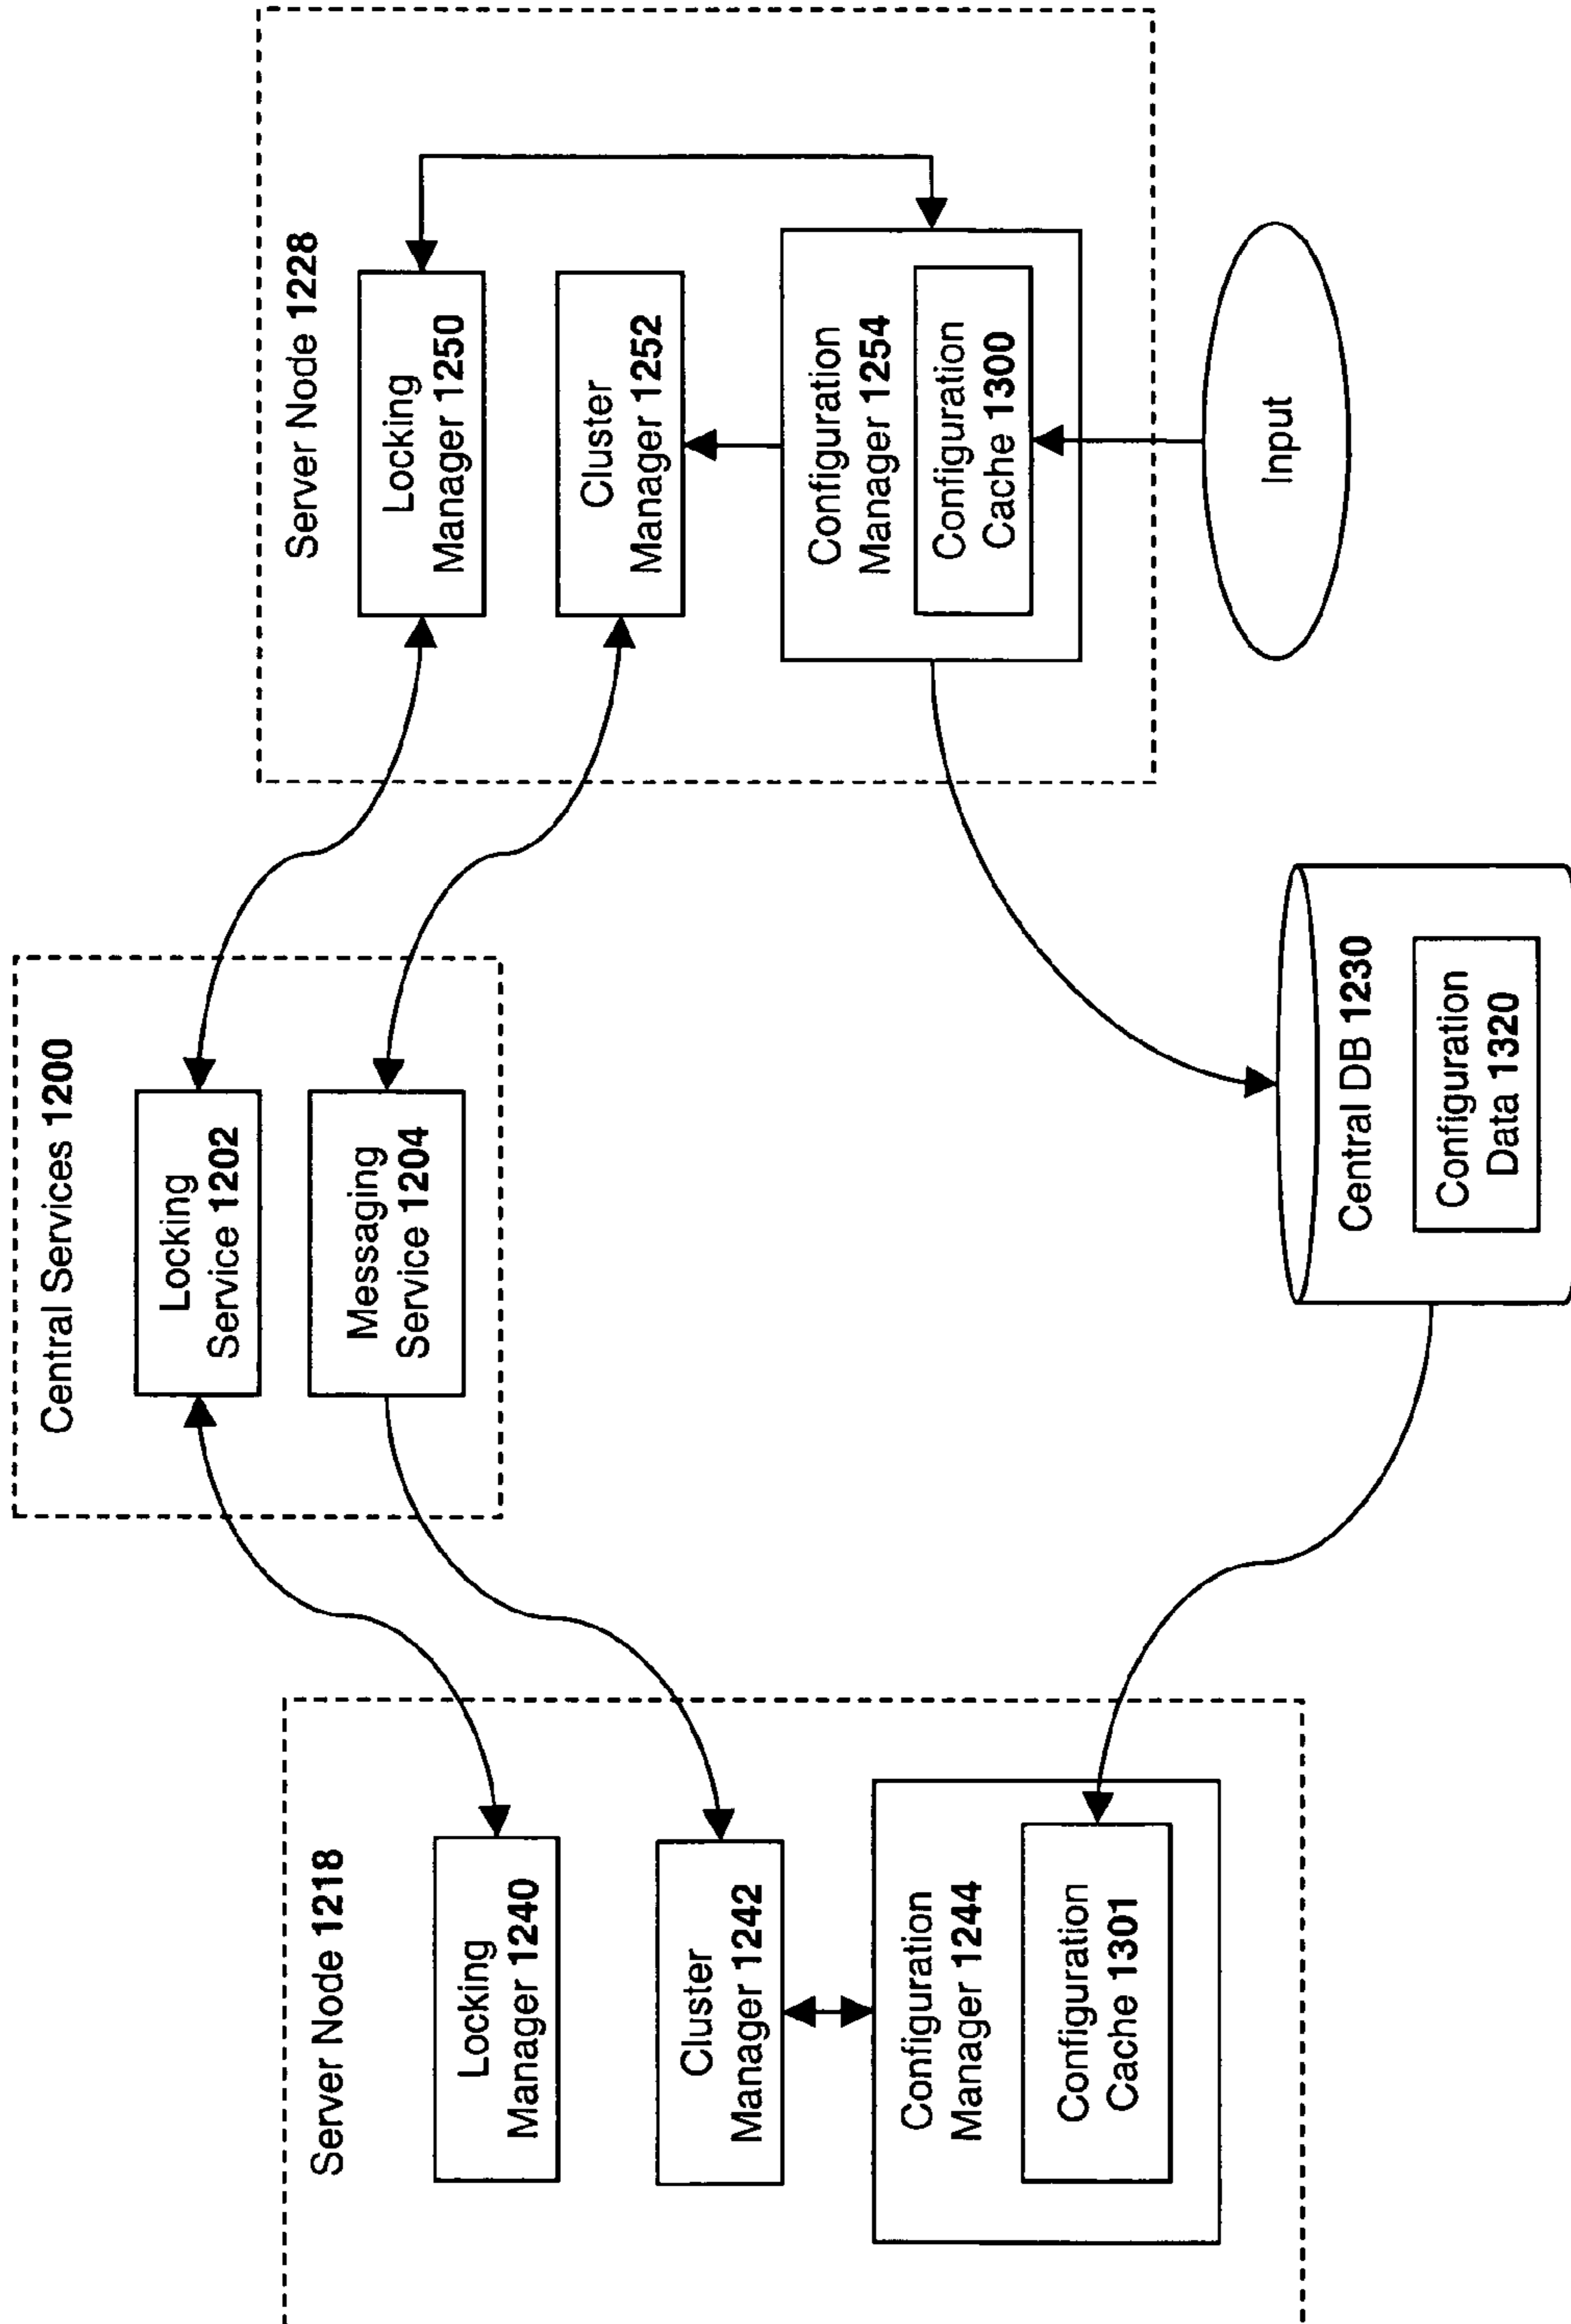 Server Node 1218
Locking
Manager 1240
Cluster
Manager 1242
Configuration
Manager 1244
Configuration
Cache 1301
Central Services 1200
Locking
Service 1202
Messaging
Service 1204
Central DB 1230
Configuration
Data 1320
Server Node 1228
Locking
Manager 1250
Cluster
Manager 1252
Configuration
Manager 1254
Configuration
Cache 1300
Input